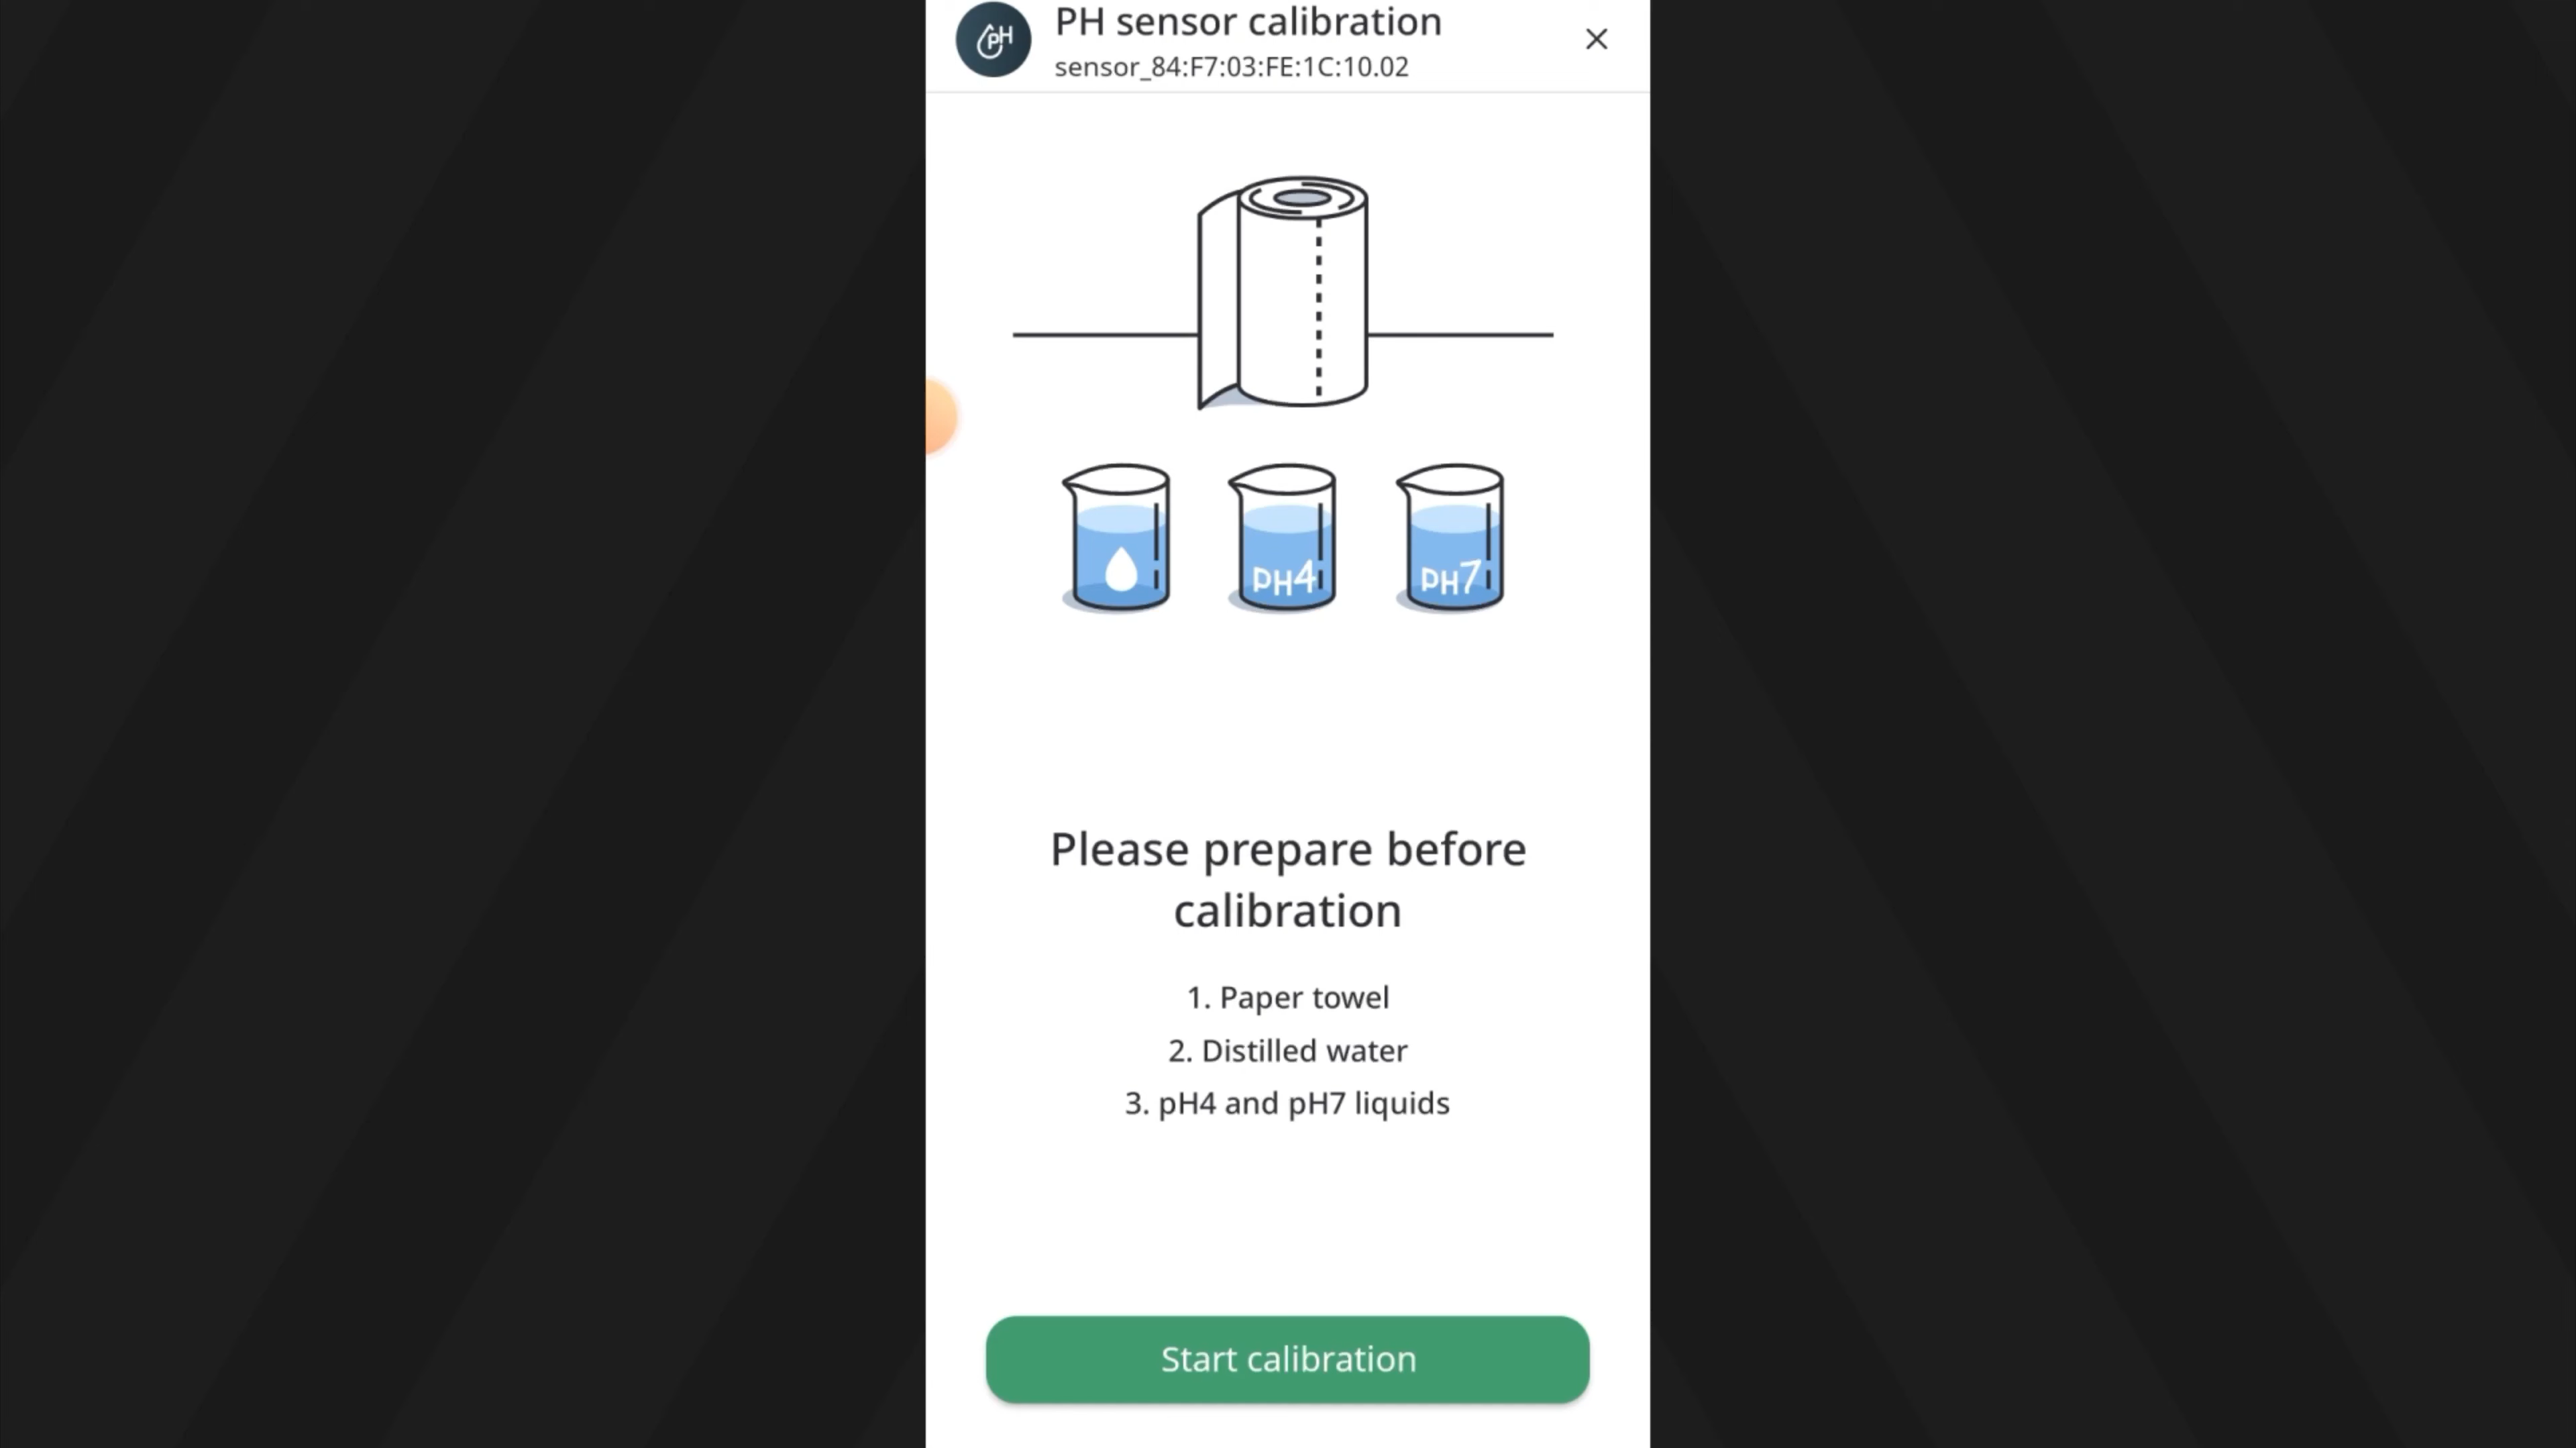 pH
PH sensor calibration
sensor_84:F7:03:FE:1C:10.02
PH4
PH7
Please prepare before
calibration
1. Paper towel
2. Distilled water
3. pH4 and pH7 liquids
Start calibration